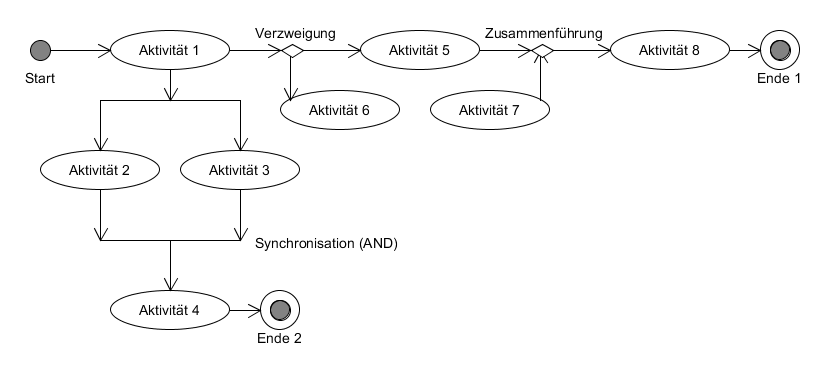 Verzweigung
Zusammenführung
Aktivität 1
Aktivität 5
Aktivität 8
Start
Ende 1
Aktivität 6
Aktivität 7
Aktivität 2
Aktivität 3
Synchronisation (AND)
Aktivität 4
Ende 2